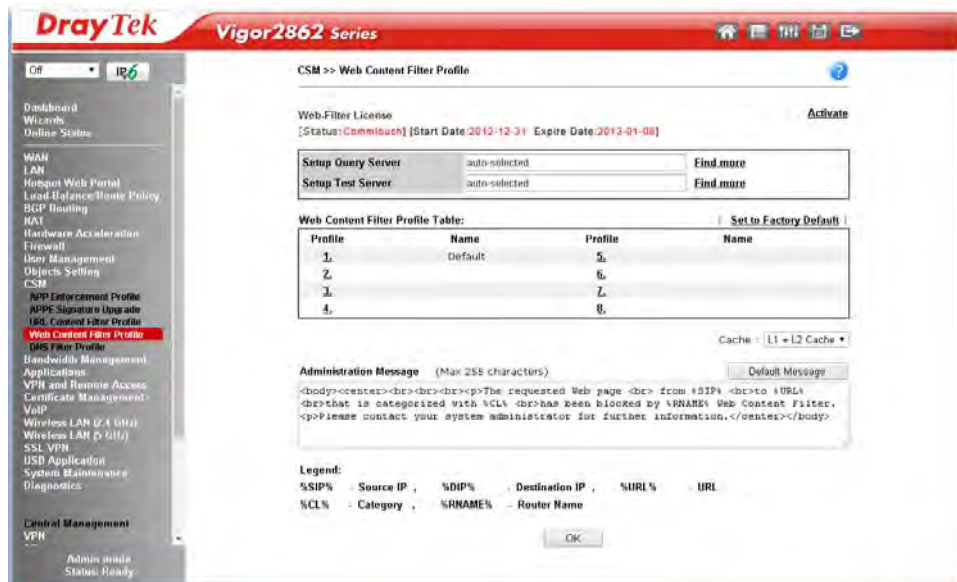 DrayTek
Vigor2862 Series
Off
IPv6
Dashboard
Wizards
Online Status
WAN
LAN
Hotspot Web Portal
Load-Balance/Route Policy
BGP Routing
NAT
Hardware Acceleration
Firewall
User Management
Objects Setting
CSM
APP Enforcement Profile
APPE Signature Upgrade
URL Content Filter Profile
Web Content Filter Profile
DNS Filter Profile
Bandwidth Management
Applications
VPN and Remote Access
Certificate Management
VoIP
Wireless LAN (2.4 GHz)
Wireless LAN (5 GHz)
SSL VPN
USB Application
System Maintenance
Diagnostics
Central Management
VPN
Admin mode
Status: Ready
CSM >> Web Content Filter Profile
Web-Filter License
Activate
[Status:Commtouch] [Start Date:2012-12-31 Expire Date:2013-01-08]
Setup Query Server auto-selected Find more
Setup Test Server auto-selected Find more
Web Content Filter Profile Table: | Set to Factory Default |
Profile Name Profile Name
1. Default 5.
2. 6.
3. 7.
4. 8.
Cache : L1 + L2 Cache
Administration Message (Max 255 characters) Default Message
<body><center><br><br><br><p>The requested Web page <br> from %SIP% <br>to %URL%
<br>that is categorized with %CL% <br>has been blocked by %RNAME% Web Content Filter.
<p>Please contact your system administrator for further information.</center></body>
Legend:
%SIP% - Source IP , %DIP% - Destination IP , %URL% - URL
%CL% - Category , %RNAME% - Router Name
OK